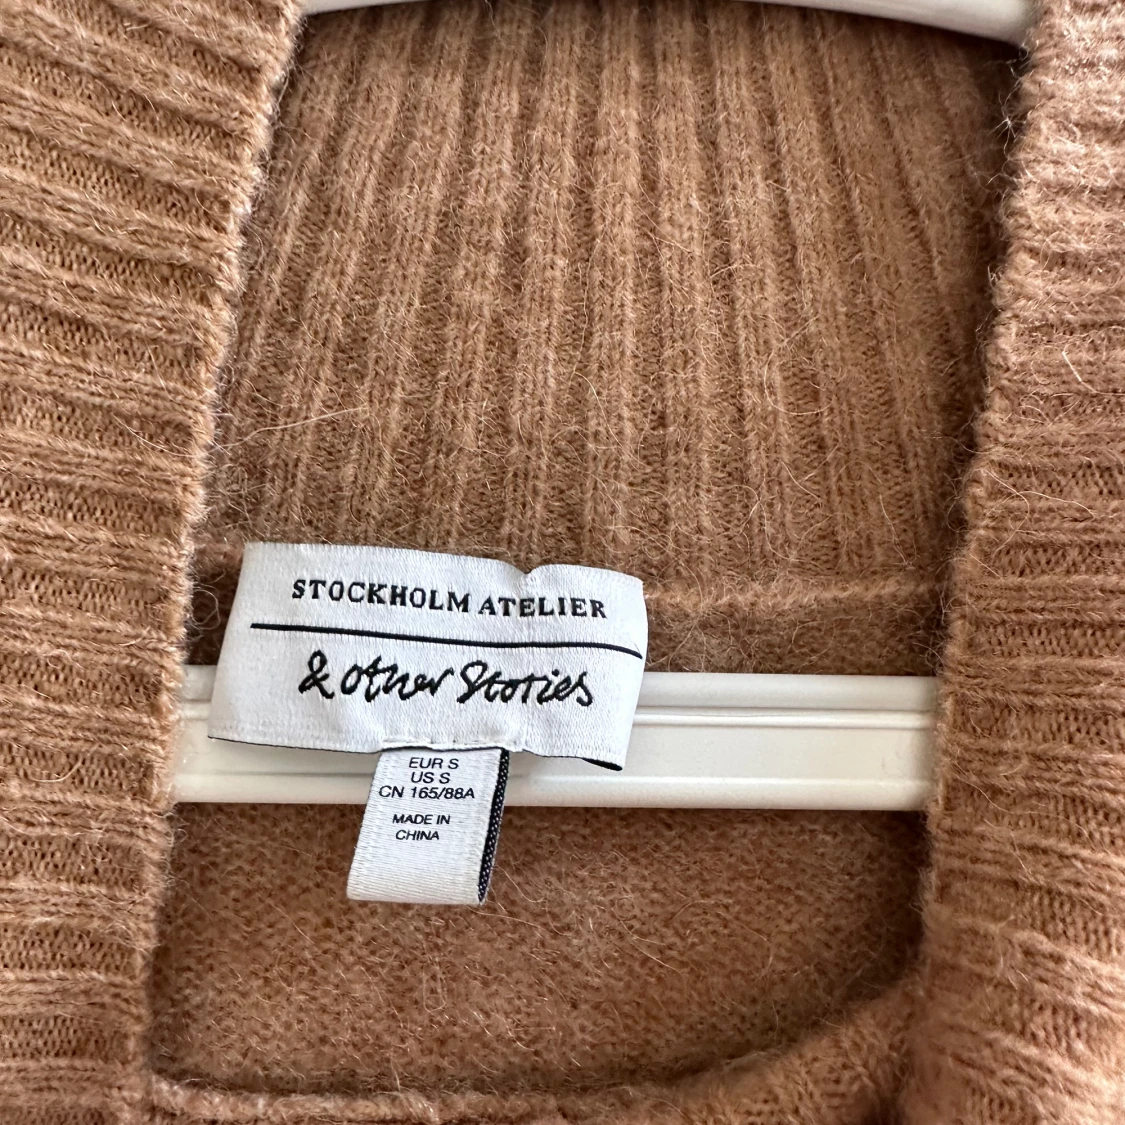 STOCKHOLM ATELIER
& other Stories
EUR S
US S
CN 165/88A
MADE IN
CHINA